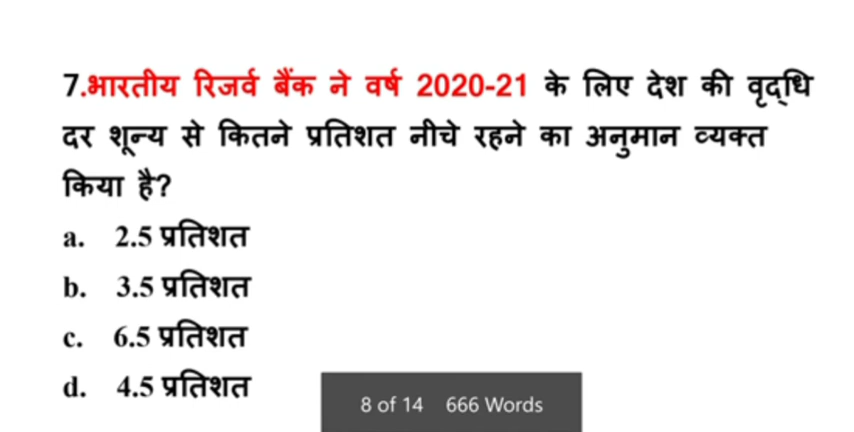 7.भारतीय रिजर्व बैंक ने वर्ष 2020-21 के लिए देश की वृद्धि
दर शून्य से कितने प्रतिशत नीचे रहने का अनुमान व्यक्त
किया है?
a. 2.5 प्रतिशत
b. 3.5 प्रतिशत
c. 6.5 प्रतिशत
d. 4.5 प्रतिशत
8 of 14 666 Words